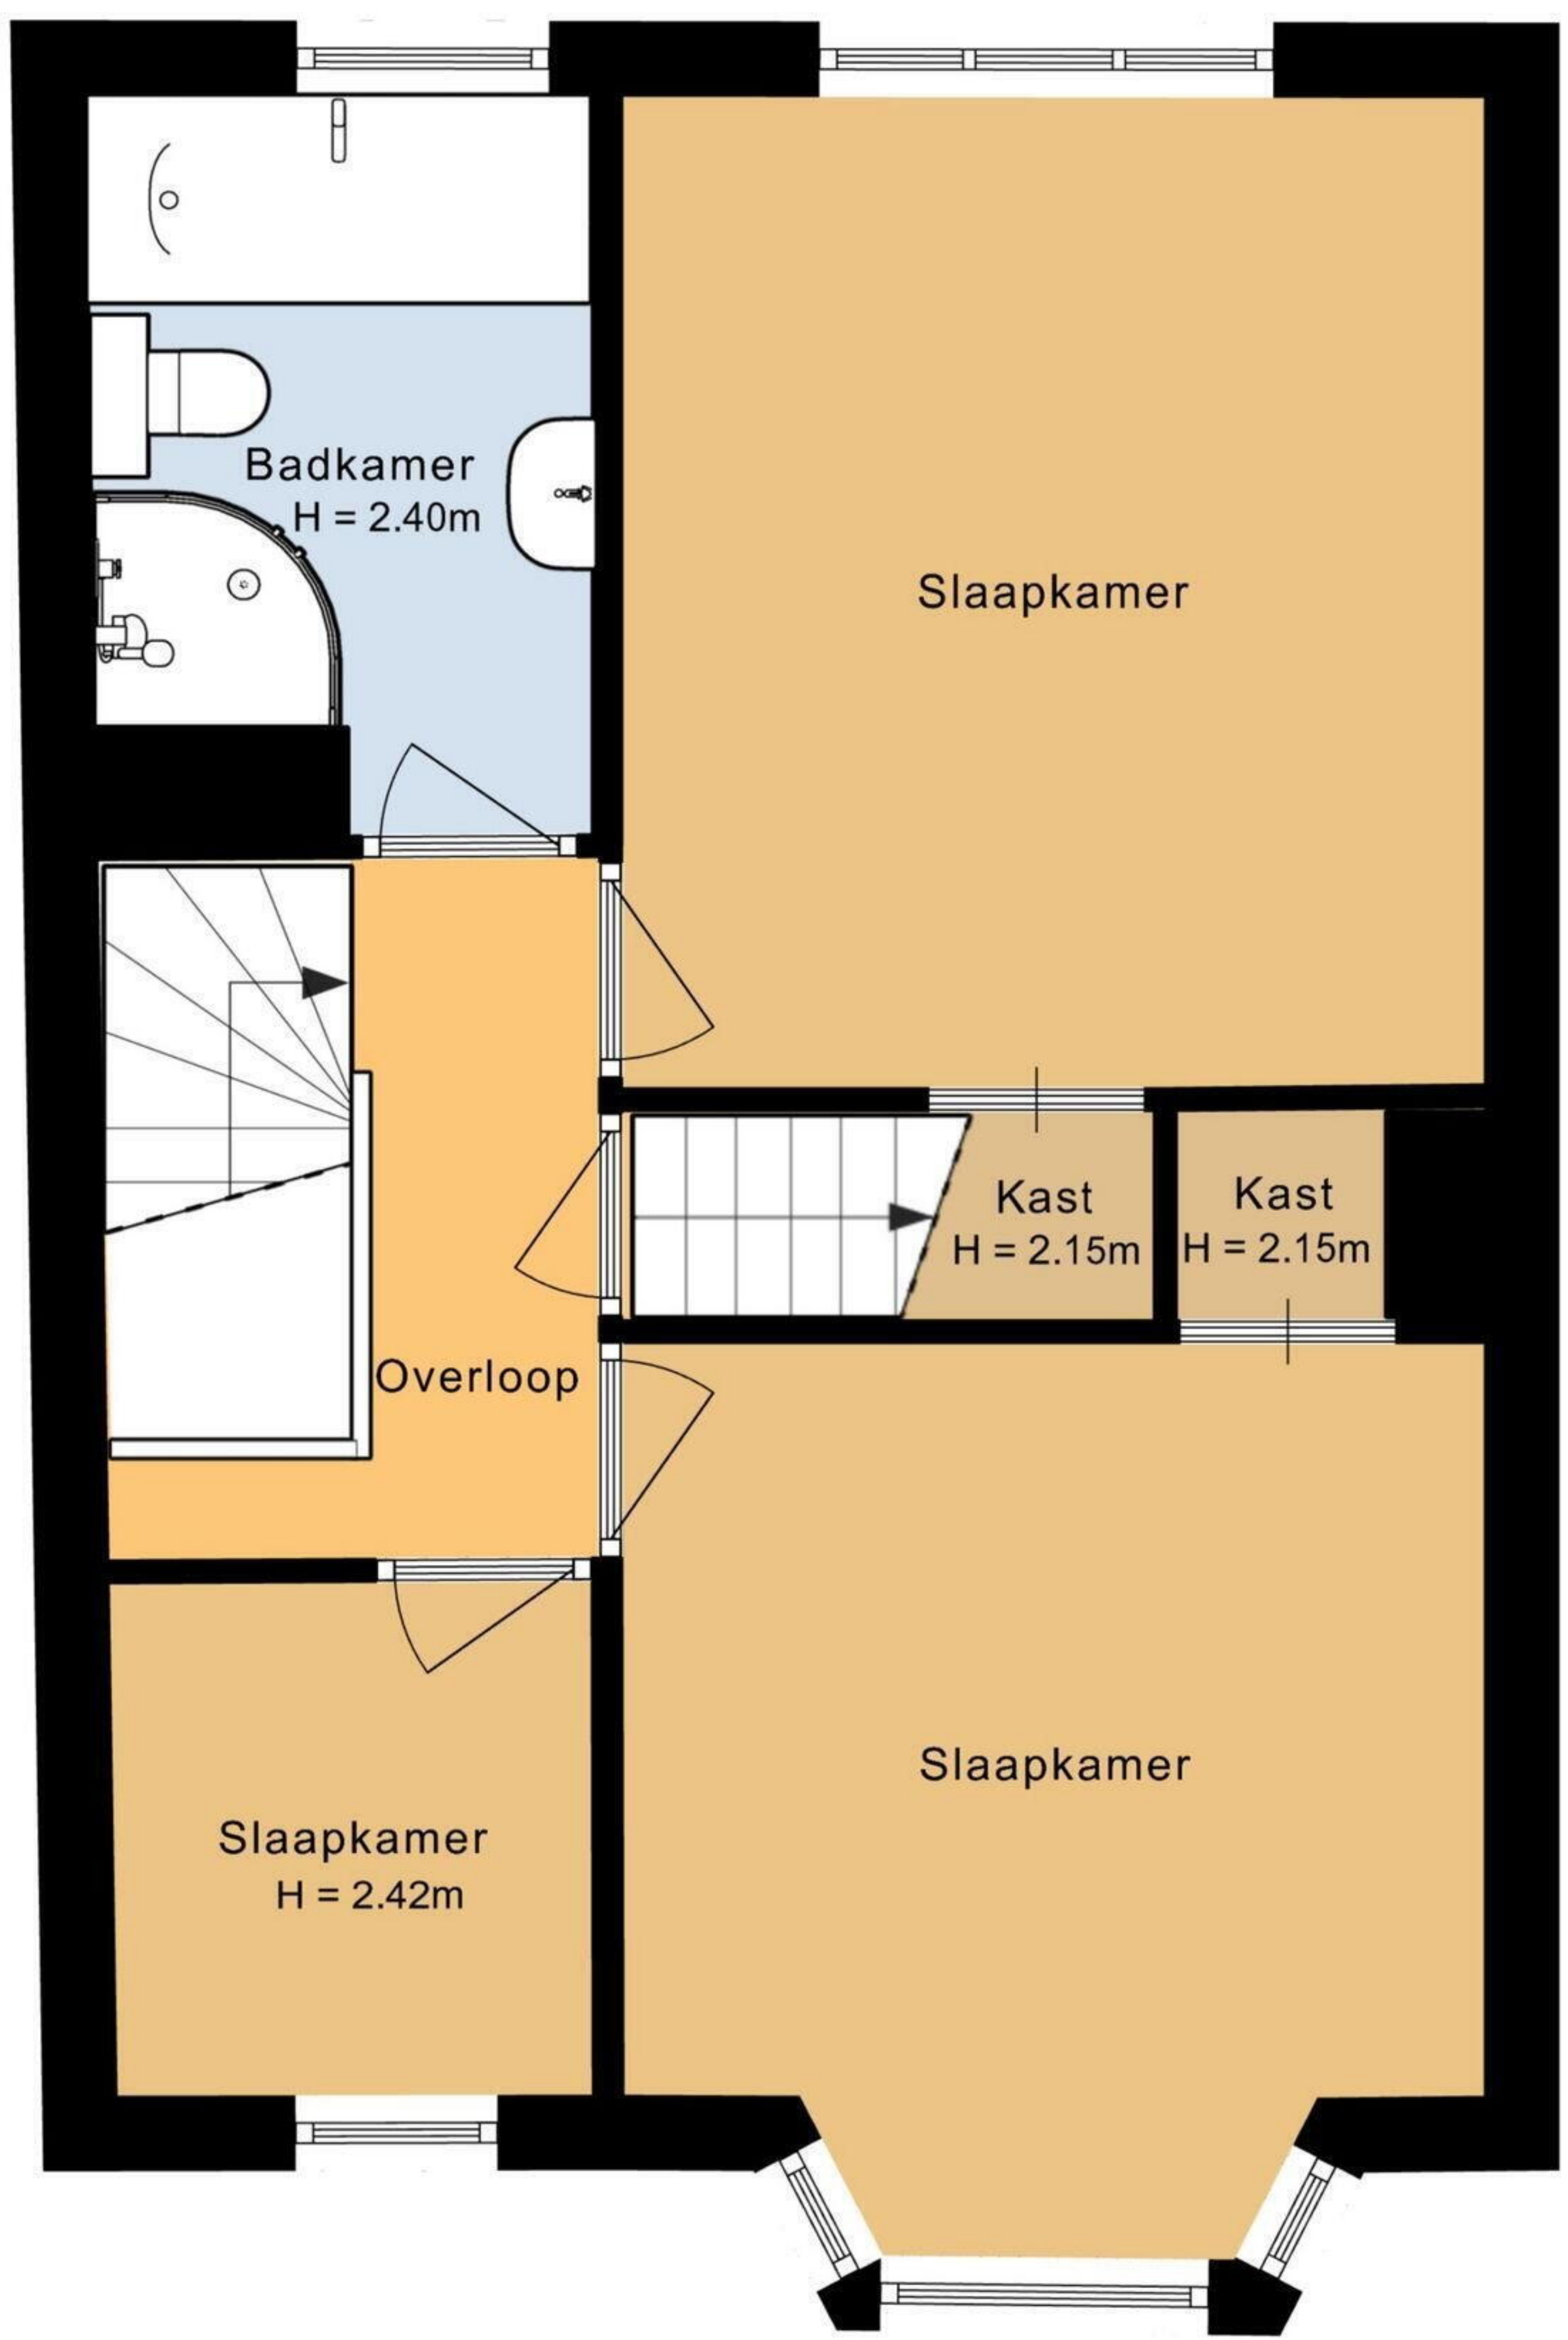 Badkamer
H = 2.40m
Slaapkamer
Kast
H = 2.15m
Kast
H = 2.15m
Overloop
Slaapkamer
Slaapkamer
H = 2.42m